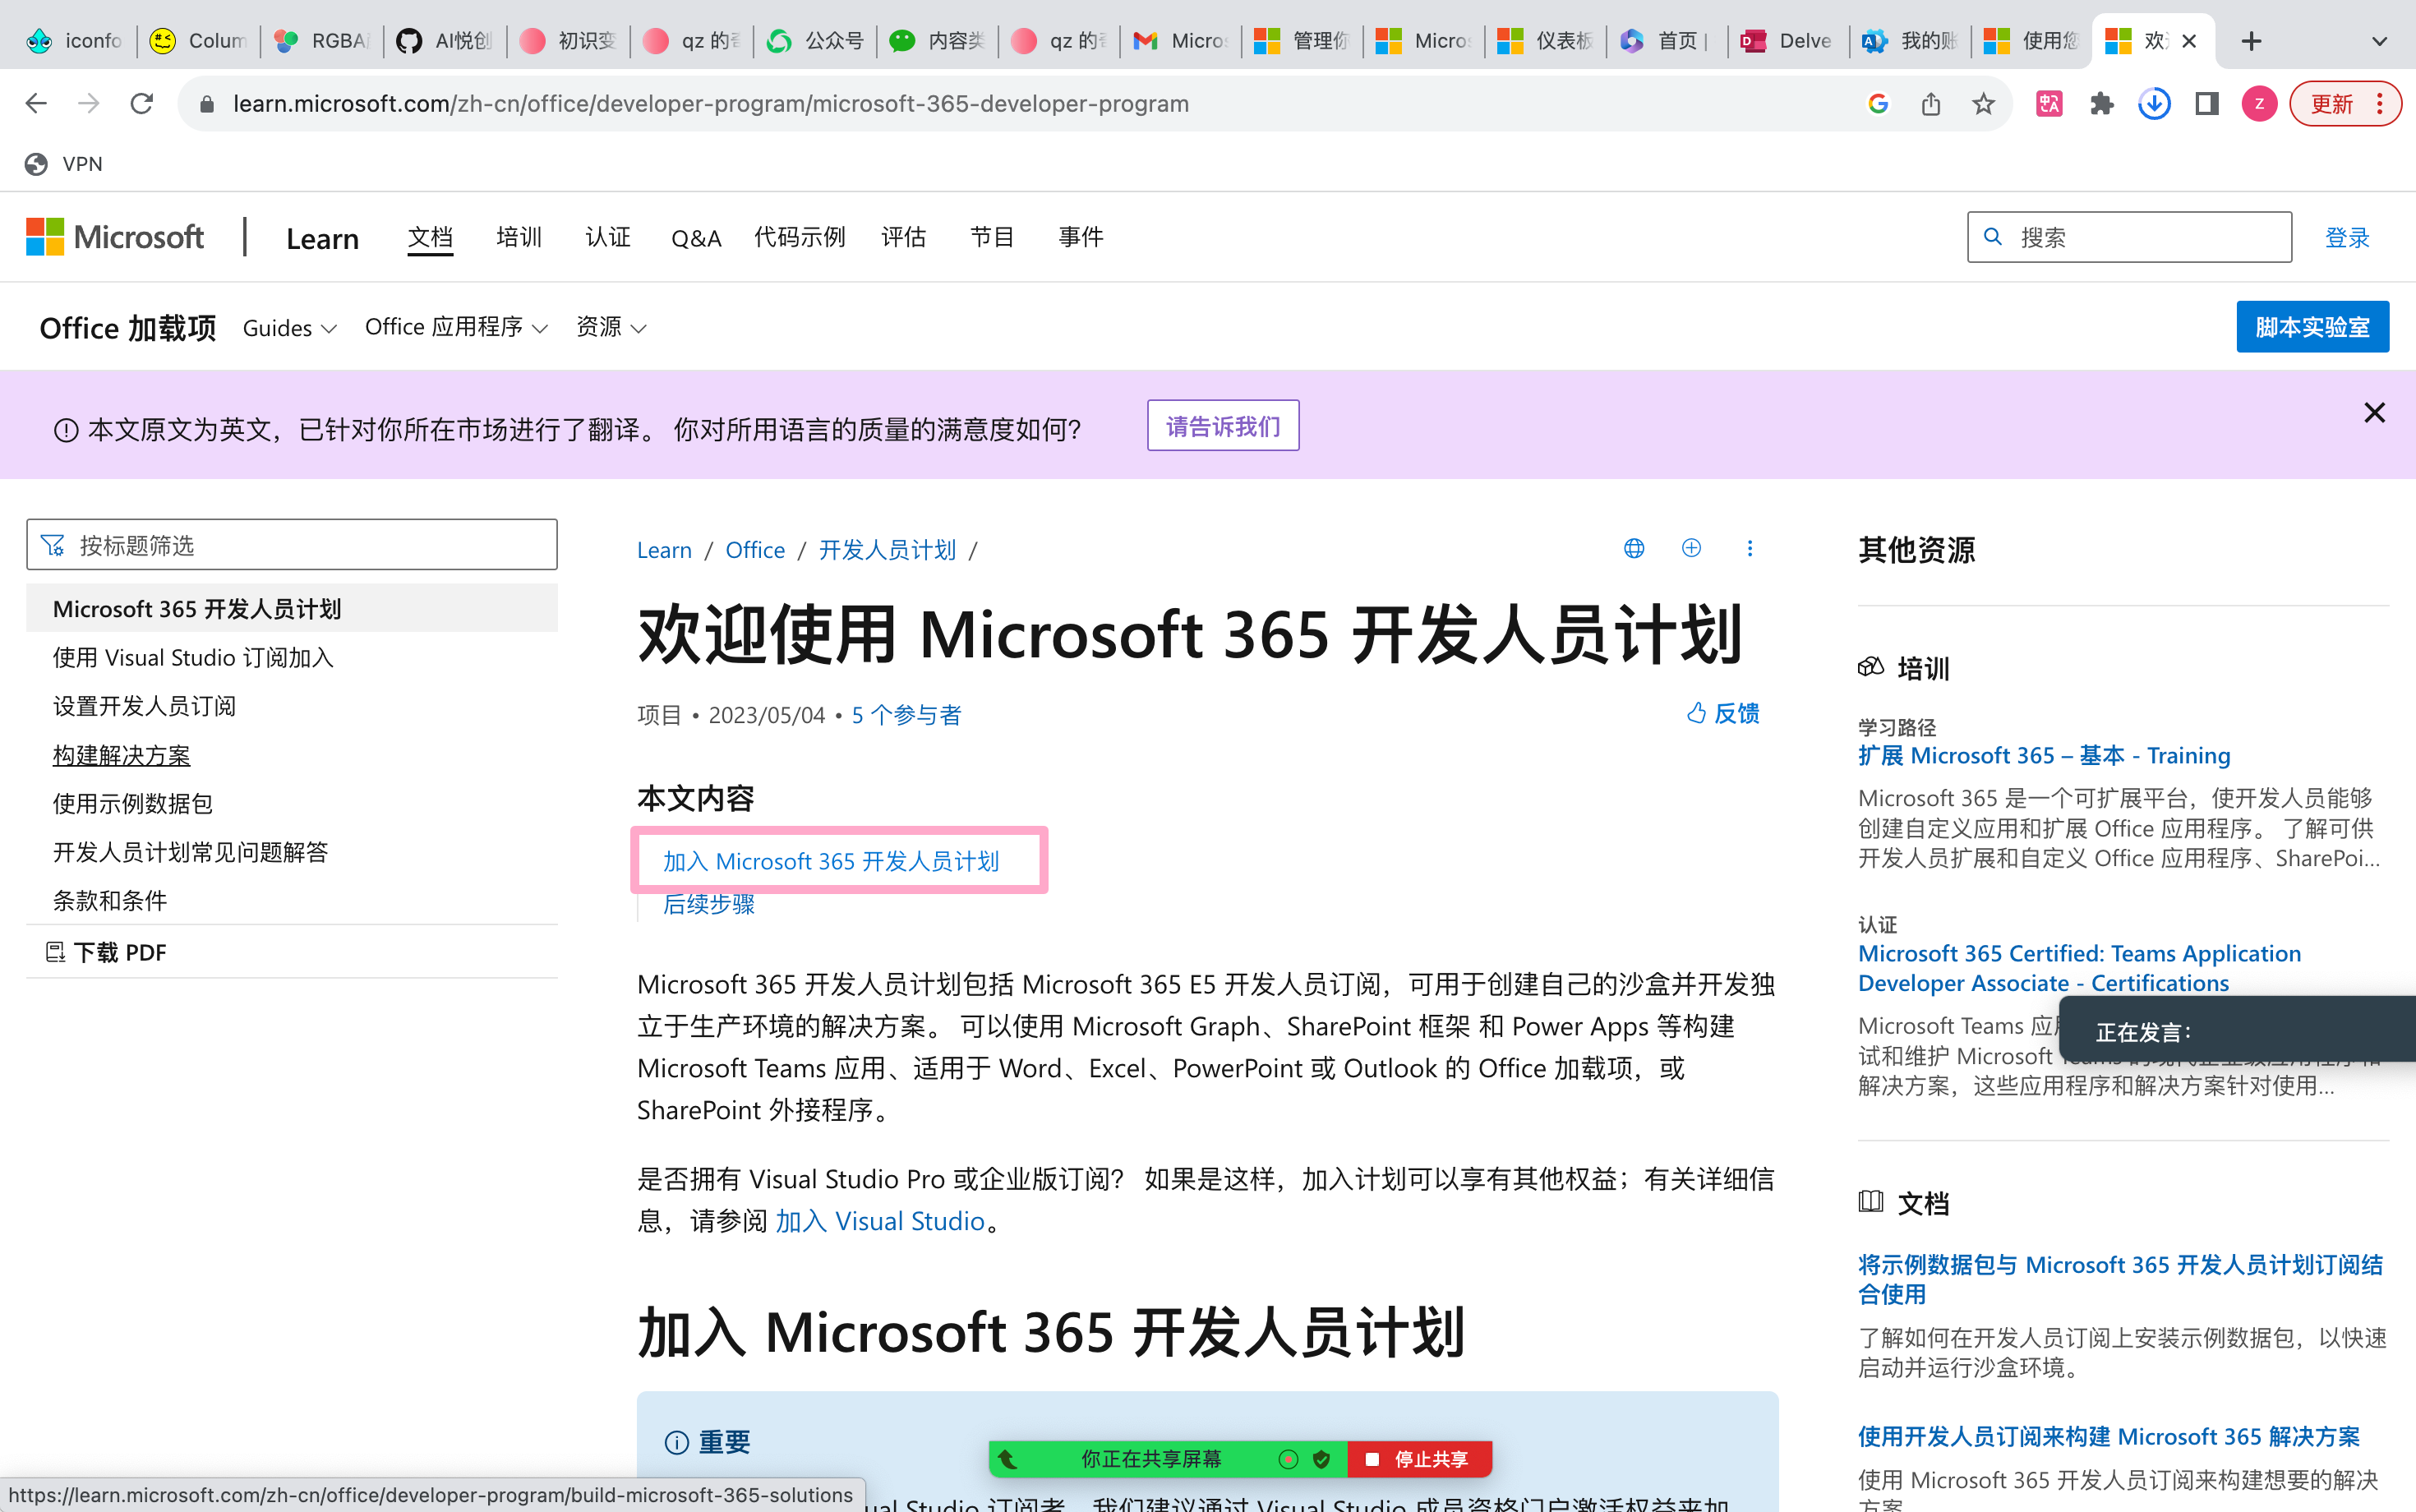 iconfo
Colum
RGBA
AI悦创
初识变
qz 的
公众号
内容类
qz 的
Micros
管理你
Micros
仪表板
首页 |
Delve
我的账
使用您
欢
learn.microsoft.com/zh-cn/office/developer-program/microsoft-365-developer-program
Z
更新
VPN
Microsoft
Learn
文档
培训
认证
Q&A
代码示例
评估
节目
事件
搜索
登录
Office 加载项
Guides
Office 应用程序
资源
脚本实验室
本文原文为英文，已针对你所在市场进行了翻译。 你对所用语言的质量的满意度如何？
请告诉我们
按标题筛选
Microsoft 365 开发人员计划
使用 Visual Studio 订阅加入
设置开发人员订阅
构建解决方案
使用示例数据包
开发人员计划常见问题解答
条款和条件
下载 PDF
Learn / Office / 开发人员计划 /
欢迎使用 Microsoft 365 开发人员计划
项目 • 2023/05/04 • 5 个参与者
反馈
本文内容
加入 Microsoft 365 开发人员计划
后续步骤
Microsoft 365 开发人员计划包括 Microsoft 365 E5 开发人员订阅，可用于创建自己的沙盒并开发独
立于生产环境的解决方案。 可以使用 Microsoft Graph、SharePoint 框架 和 Power Apps 等构建
Microsoft Teams 应用、适用于 Word、Excel、PowerPoint 或 Outlook 的 Office 加载项，或
SharePoint 外接程序。
是否拥有 Visual Studio Pro 或企业版订阅？ 如果是这样，加入计划可以享有其他权益；有关详细信
息，请参阅 加入 Visual Studio。
加入 Microsoft 365 开发人员计划
重要
ual Studio 订阅者，我们建议通过 Visual Studio 成员资格门户激活权益来加
其他资源
培训
学习路径
扩展 Microsoft 365 – 基本 - Training
Microsoft 365 是一个可扩展平台，使开发人员能够
创建自定义应用和扩展 Office 应用程序。 了解可供
开发人员扩展和自定义 Office 应用程序、SharePoi...
认证
Microsoft 365 Certified: Teams Application
Developer Associate - Certifications
Microsoft Teams 应
正在发言：
试和维护 Microsoft Teams 的现代企业级应用程序和
解决方案，这些应用程序和解决方案针对使用...
文档
将示例数据包与 Microsoft 365 开发人员计划订阅结
合使用
了解如何在开发人员订阅上安装示例数据包，以快速
启动并运行沙盒环境。
使用开发人员订阅来构建 Microsoft 365 解决方案
使用 Microsoft 365 开发人员订阅来构建想要的解决
方案
你正在共享屏幕
停止共享
https://learn.microsoft.com/zh-cn/office/developer-program/build-microsoft-365-solutions